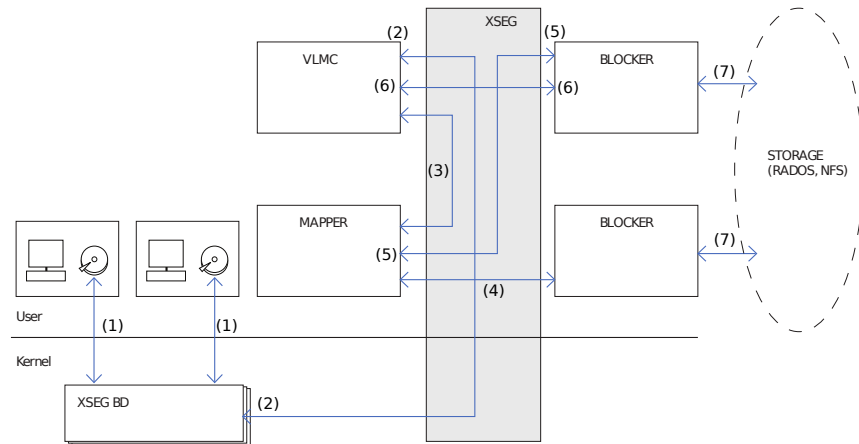 XSEG
(2)
(5)
VLMC
BLOCKER
(7)
(6)
(6)
(3)
STORAGE
(RADOS, NFS)
MAPPER
BLOCKER
(5)
(7)
(4)
User
(1)
(1)
Kernel
XSEG BD
(2)